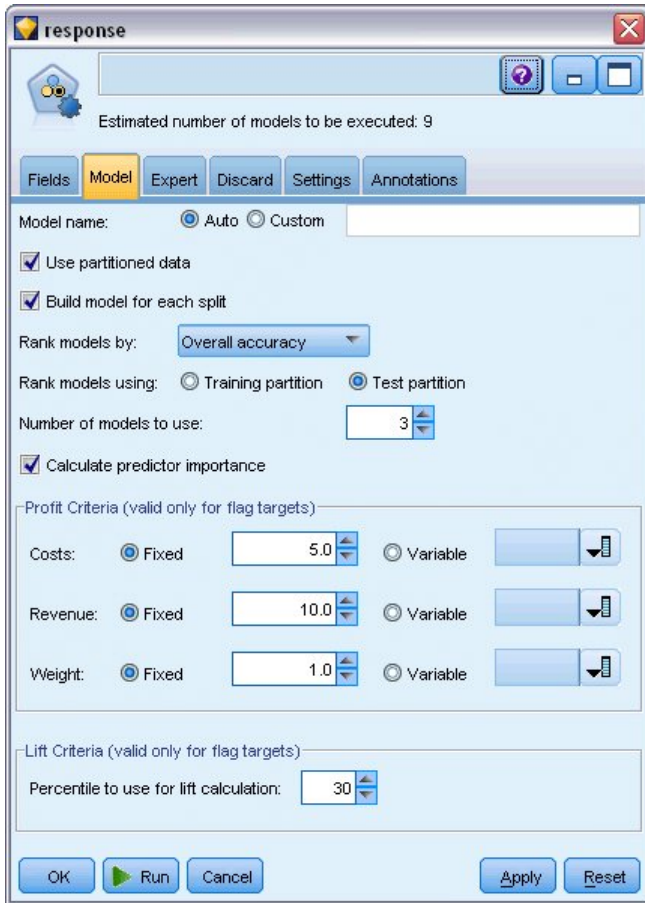 response
Estimated number of models to be executed: 9
Fields Model Expert Discard Settings Annotations
Model name: Auto Custom
Use partitioned data
Build model for each split
Rank models by: Overall accuracy
Rank models using: Training partition Test partition
Number of models to use: 3
Calculate predictor importance
Profit Criteria (valid only for flag targets)
Costs: Fixed 5.0 Variable
Revenue: Fixed 10.0 Variable
Weight: Fixed 1.0 Variable
Lift Criteria (valid only for flag targets)
Percentile to use for lift calculation: 30
OK Run Cancel Apply Reset